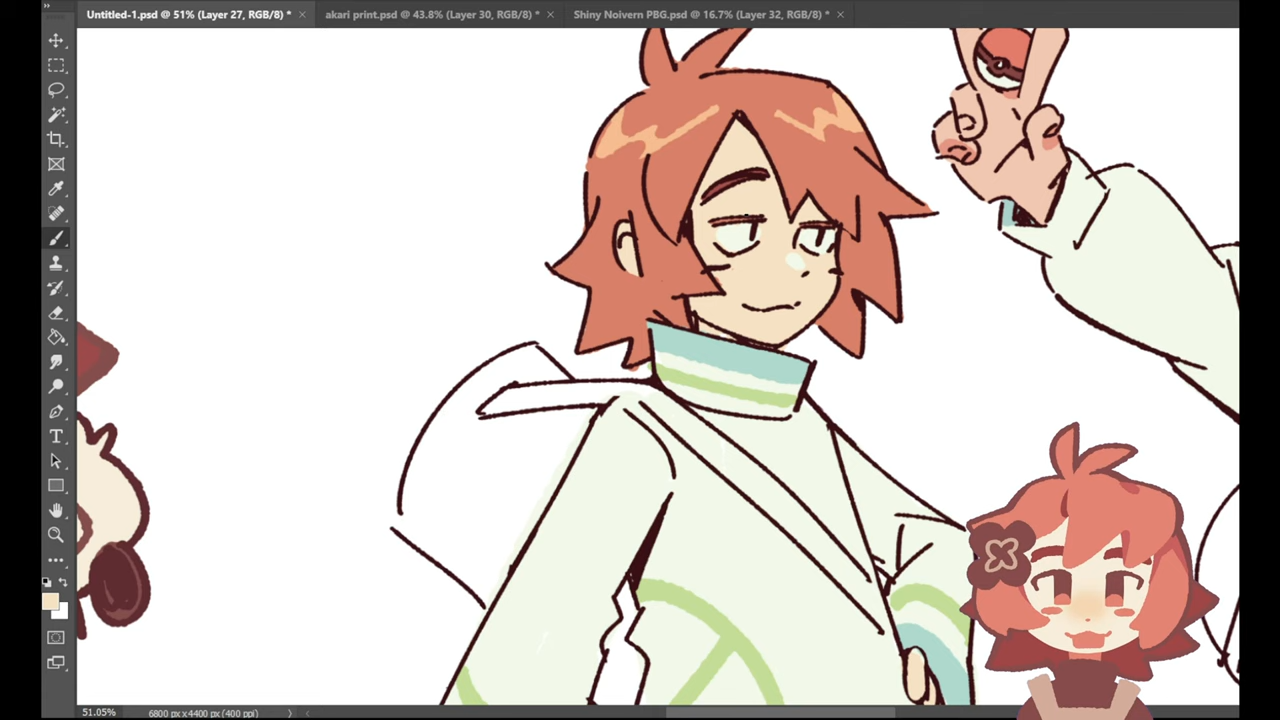 Untitled-1.psd @ 51% (Layer 27, RGB/8) * ×
akari print.psd @ 43.8% (Layer 30, RGB/8) * ×
Shiny Noivern PBG.psd @ 16.7% (Layer 32, RGB/8) * ×
51.05%
6800 px x 4400 px (400 ppi)